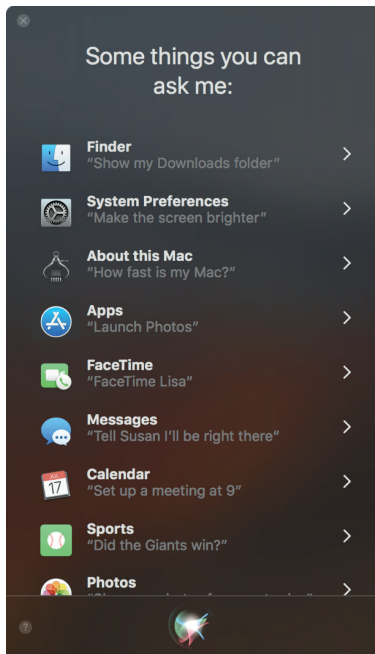 Some things you can
ask me:
Finder
“Show my Downloads folder”
System Preferences
“Make the screen brighter”
About this Mac
“How fast is my Mac?”
Apps
“Launch Photos”
FaceTime
“FaceTime Lisa”
Messages
“Tell Susan I’ll be right there”
JUL
17
Calendar
“Set up a meeting at 9”
Sports
“Did the Giants win?”
Photos
?